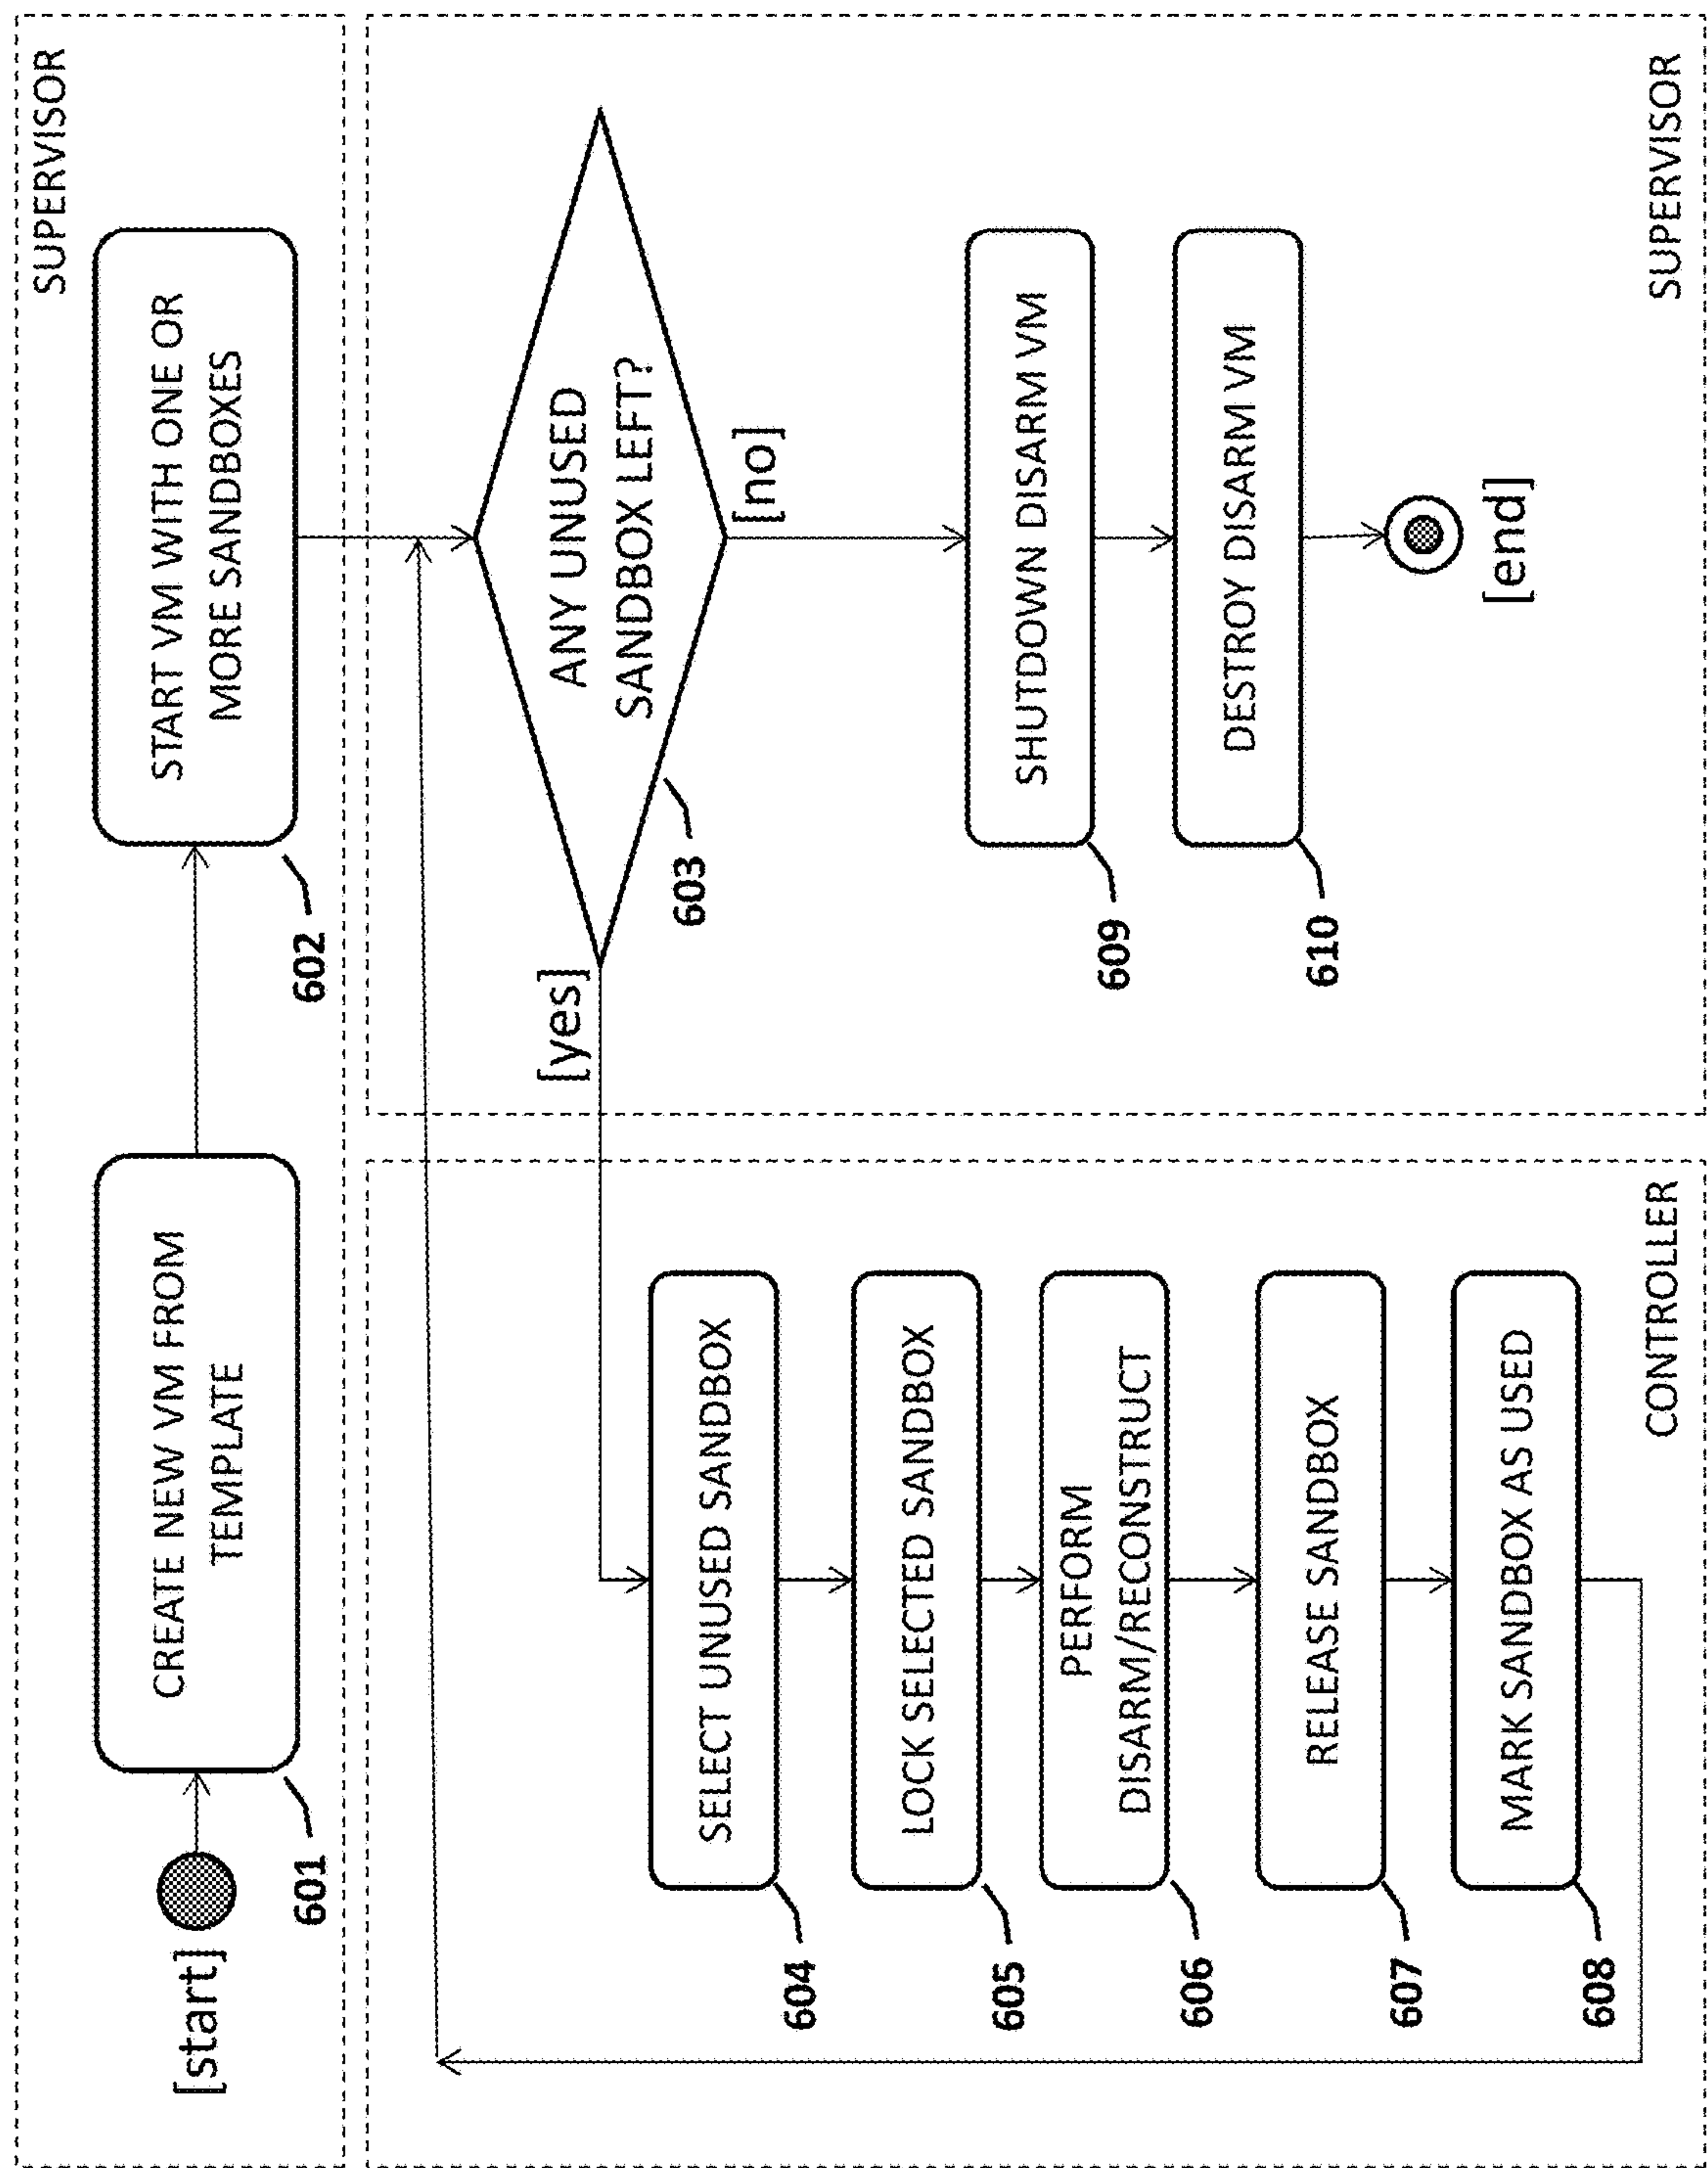 SUPERVISOR
[start]
CREATE NEW VM FROM
TEMPLATE
601
START VM WITH ONE OR
MORE SANDBOXES
602
ANY UNUSED
SANDBOX LEFT?
603
[yes]
[no]
SELECT UNUSED SANDBOX
604
LOCK SELECTED SANDBOX
605
PERFORM
DISARM/RECONSTRUCT
606
RELEASE SANDBOX
607
MARK SANDBOX AS USED
608
CONTROLLER
SHUTDOWN DISARM VM
609
DESTROY DISARM VM
610
[end]
SUPERVISOR